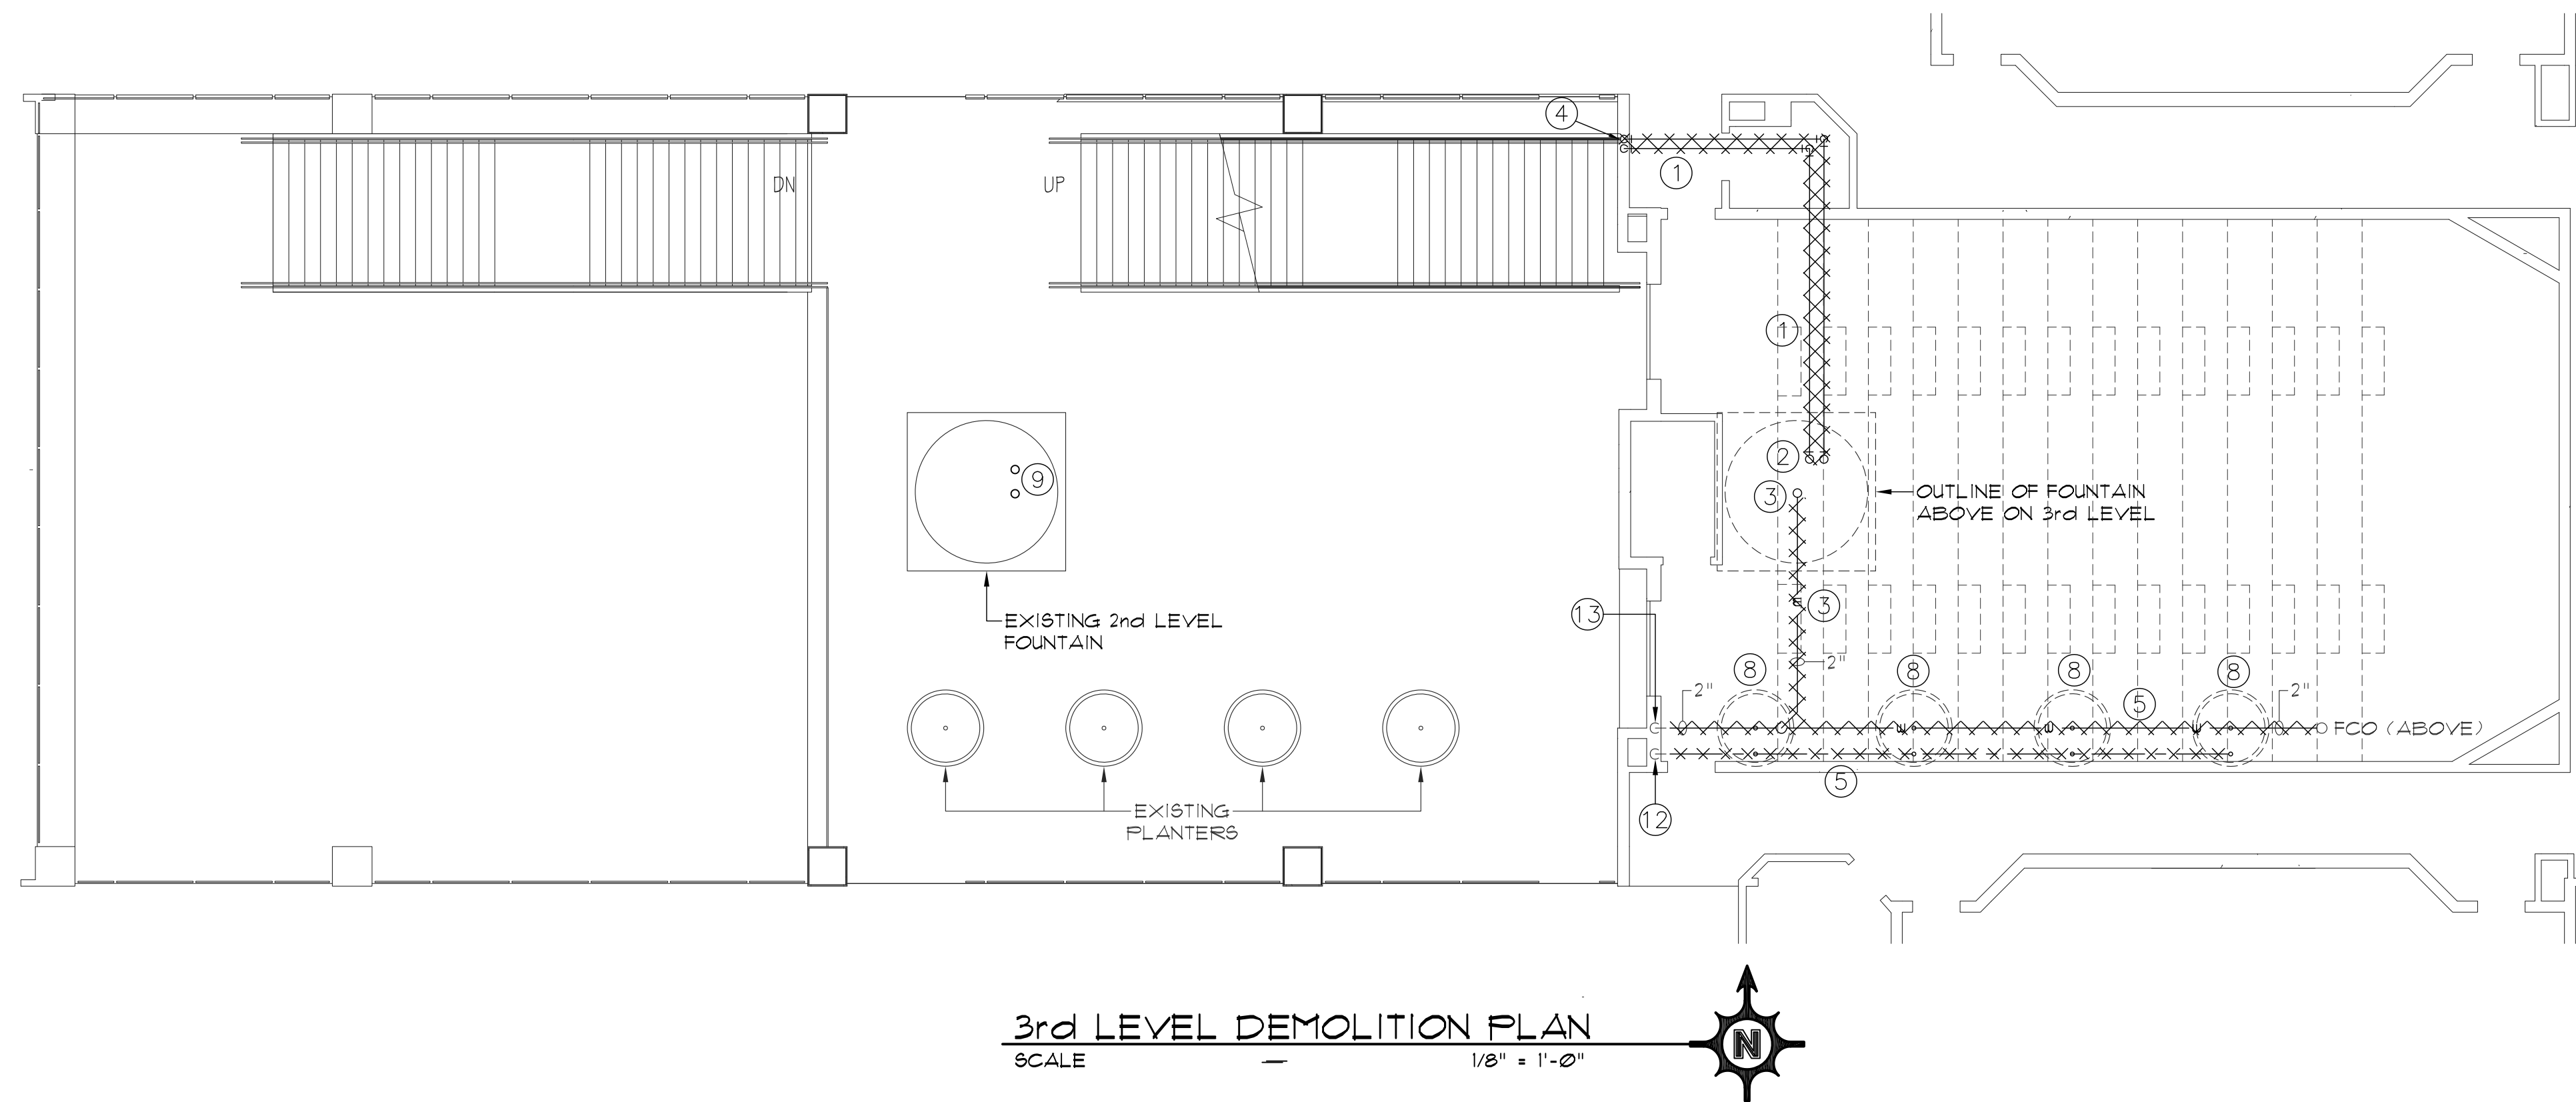 4
1
DN
UP
1
2
9
3
OUTLINE OF FOUNTAIN
ABOVE ON 3rd LEVEL
3
13
EXISTING 2nd LEVEL
FOUNTAIN
2"
8
8
8
8
2"
2"
5
FCO (ABOVE)
5
EXISTING
PLANTERS
12
3rd LEVEL DEMOLITION PLAN
SCALE
1/8" = 1'-0"
N